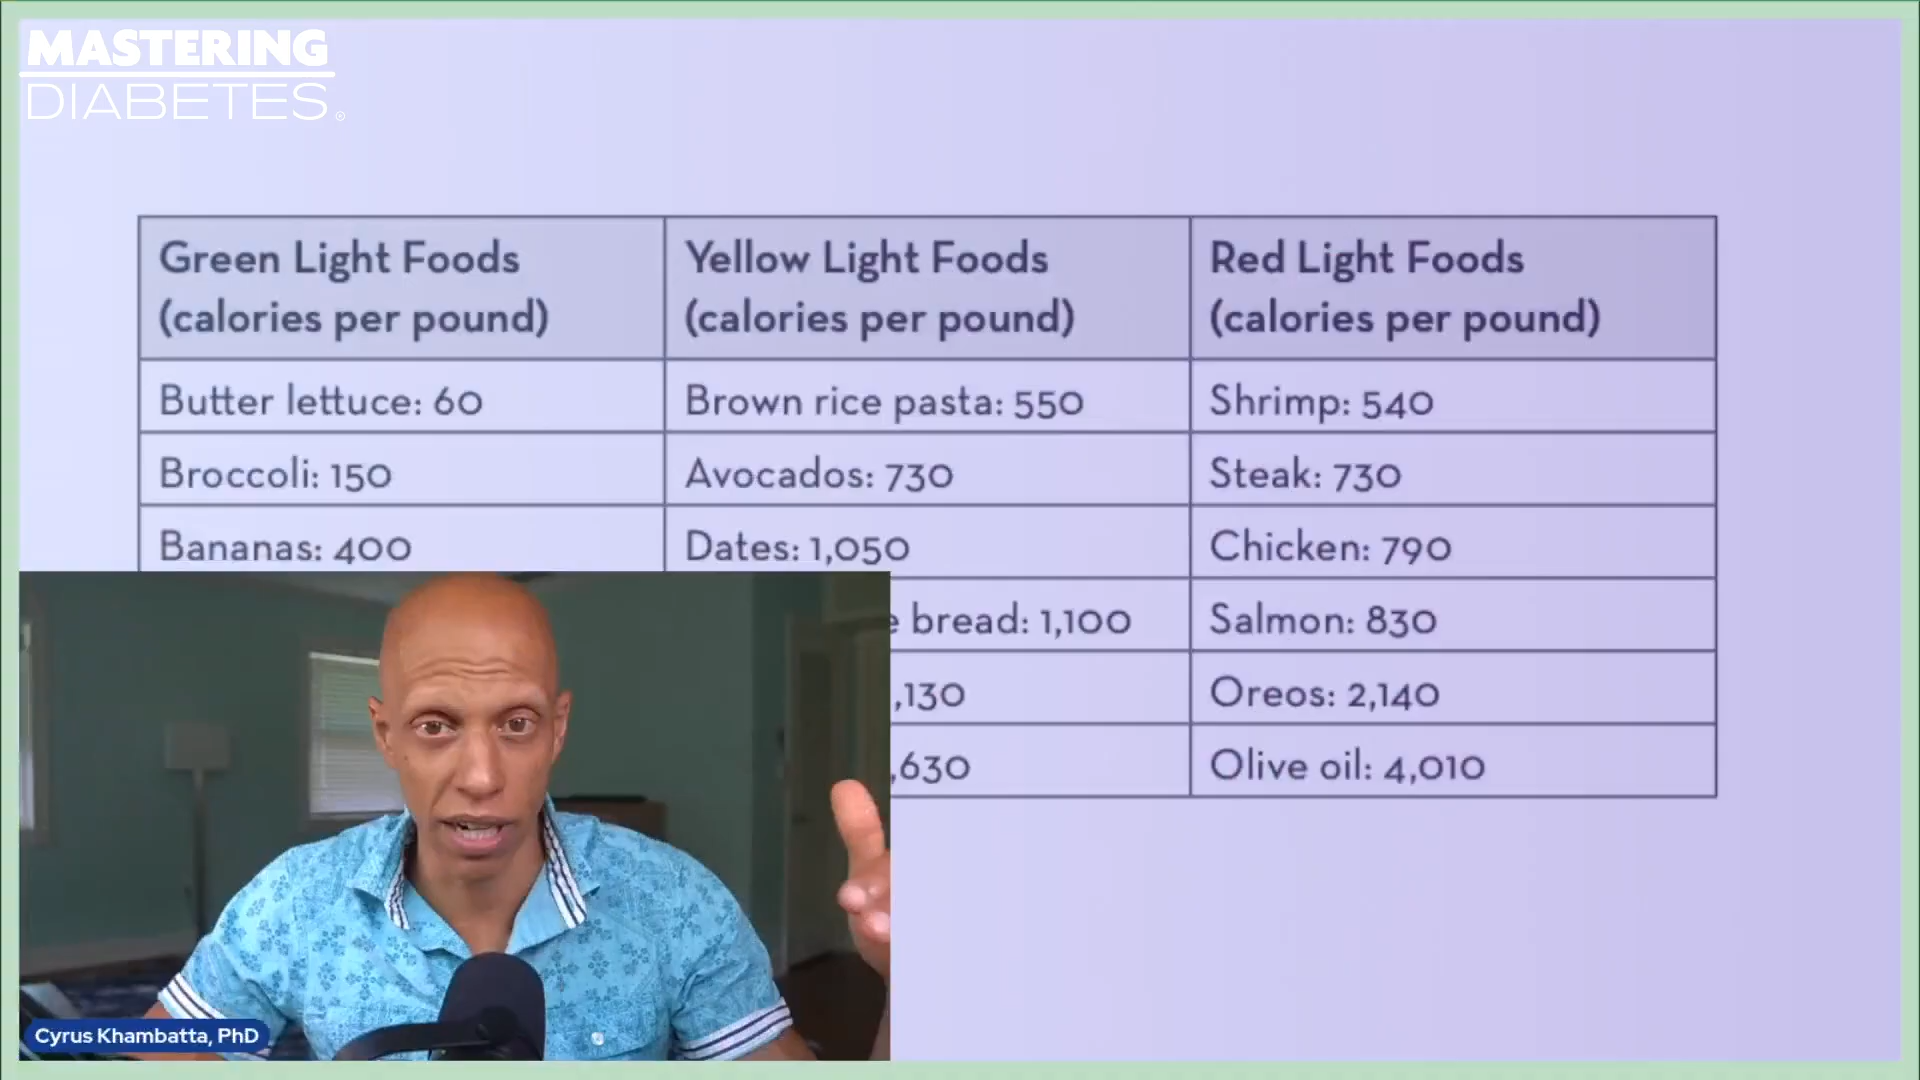 MASTERING
DIABETES®
Green Light Foods
(calories per pound)
Yellow Light Foods
(calories per pound)
Red Light Foods
(calories per pound)
Butter lettuce: 60
Brown rice pasta: 550
Shrimp: 540
Broccoli: 150
Avocados: 730
Steak: 730
Bananas: 400
Dates: 1,050
Chicken: 790
bread: 1,100
Salmon: 830
,130
Oreos: 2,140
,630
Olive oil: 4,010
Cyrus Khambatta, PhD